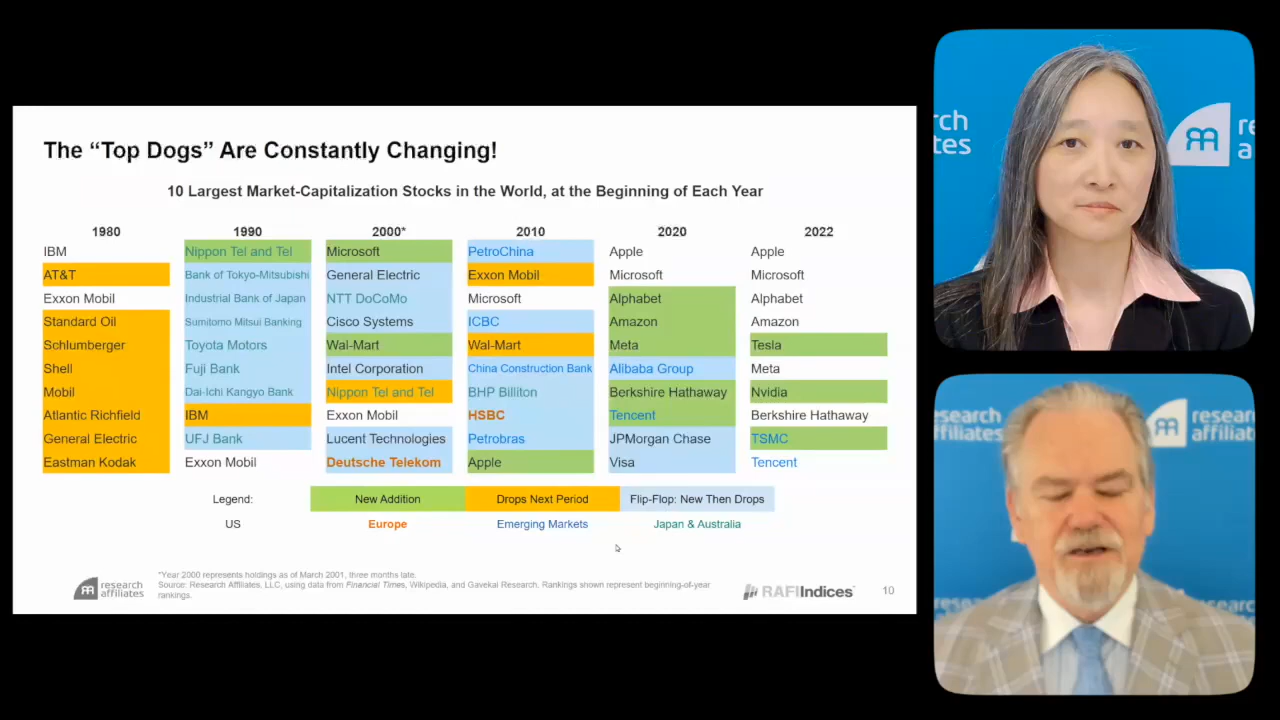 The “Top Dogs” Are Constantly Changing!
10 Largest Market-Capitalization Stocks in the World, at the Beginning of Each Year
1980 1990 2000* 2010 2020 2022
IBM Nippon Tel and Tel Microsoft PetroChina Apple Apple
AT&T Bank of Tokyo-Mitsubishi General Electric Exxon Mobil Microsoft Microsoft
Exxon Mobil Industrial Bank of Japan NTT DoCoMo Microsoft Alphabet Alphabet
Standard Oil Sumitomo Mitsui Banking Cisco Systems ICBC Amazon Amazon
Schlumberger Toyota Motors Wal-Mart Wal-Mart Meta Tesla
Shell Fuji Bank Intel Corporation China Construction Bank Alibaba Group Meta
Mobil Dai-Ichi Kangyo Bank Nippon Tel and Tel BHP Billiton Berkshire Hathaway Nvidia
Atlantic Richfield IBM Exxon Mobil HSBC Tencent Berkshire Hathaway
General Electric UFJ Bank Lucent Technologies Petrobras JPMorgan Chase TSMC
Eastman Kodak Exxon Mobil Deutsche Telekom Apple Visa Tencent
Legend: New Addition Drops Next Period Flip-Flop: New Then Drops
US Europe Emerging Markets Japan & Australia
*Year 2000 represents holdings as of March 2001, three months late.
Source: Research Affiliates, LLC, using data from Financial Times, Wikipedia, and Gavekal Research. Rankings shown represent beginning-of-year
rankings.
research
affiliates
RAFI Indices
10
rch
tes
re
a
research
affiliates
research
affiliates